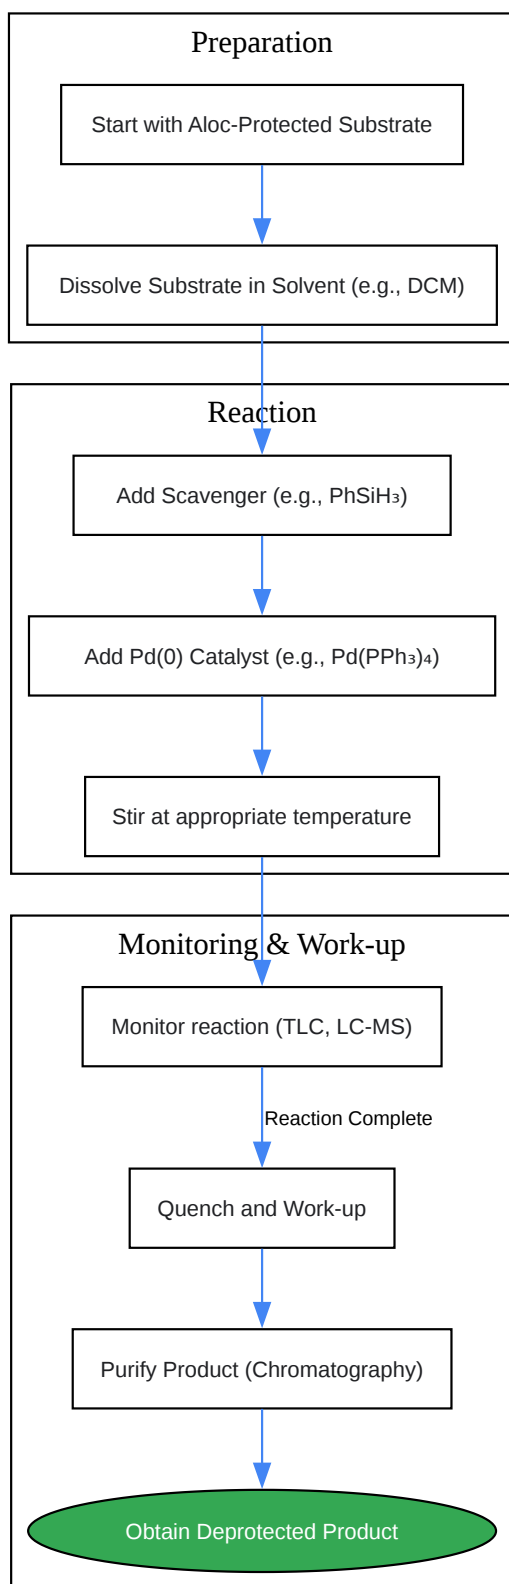 Preparation
Start with Aloc-Protected Substrate
Dissolve Substrate in Solvent (e.g., DCM)
Reaction
Add Scavenger (e.g., PhSiH₃)
Add Pd(0) Catalyst (e.g., Pd(PPh₃)₄)
Stir at appropriate temperature
Monitoring & Work-up
Monitor reaction (TLC, LC-MS)
Reaction Complete
Quench and Work-up
Purify Product (Chromatography)
Obtain Deprotected Product